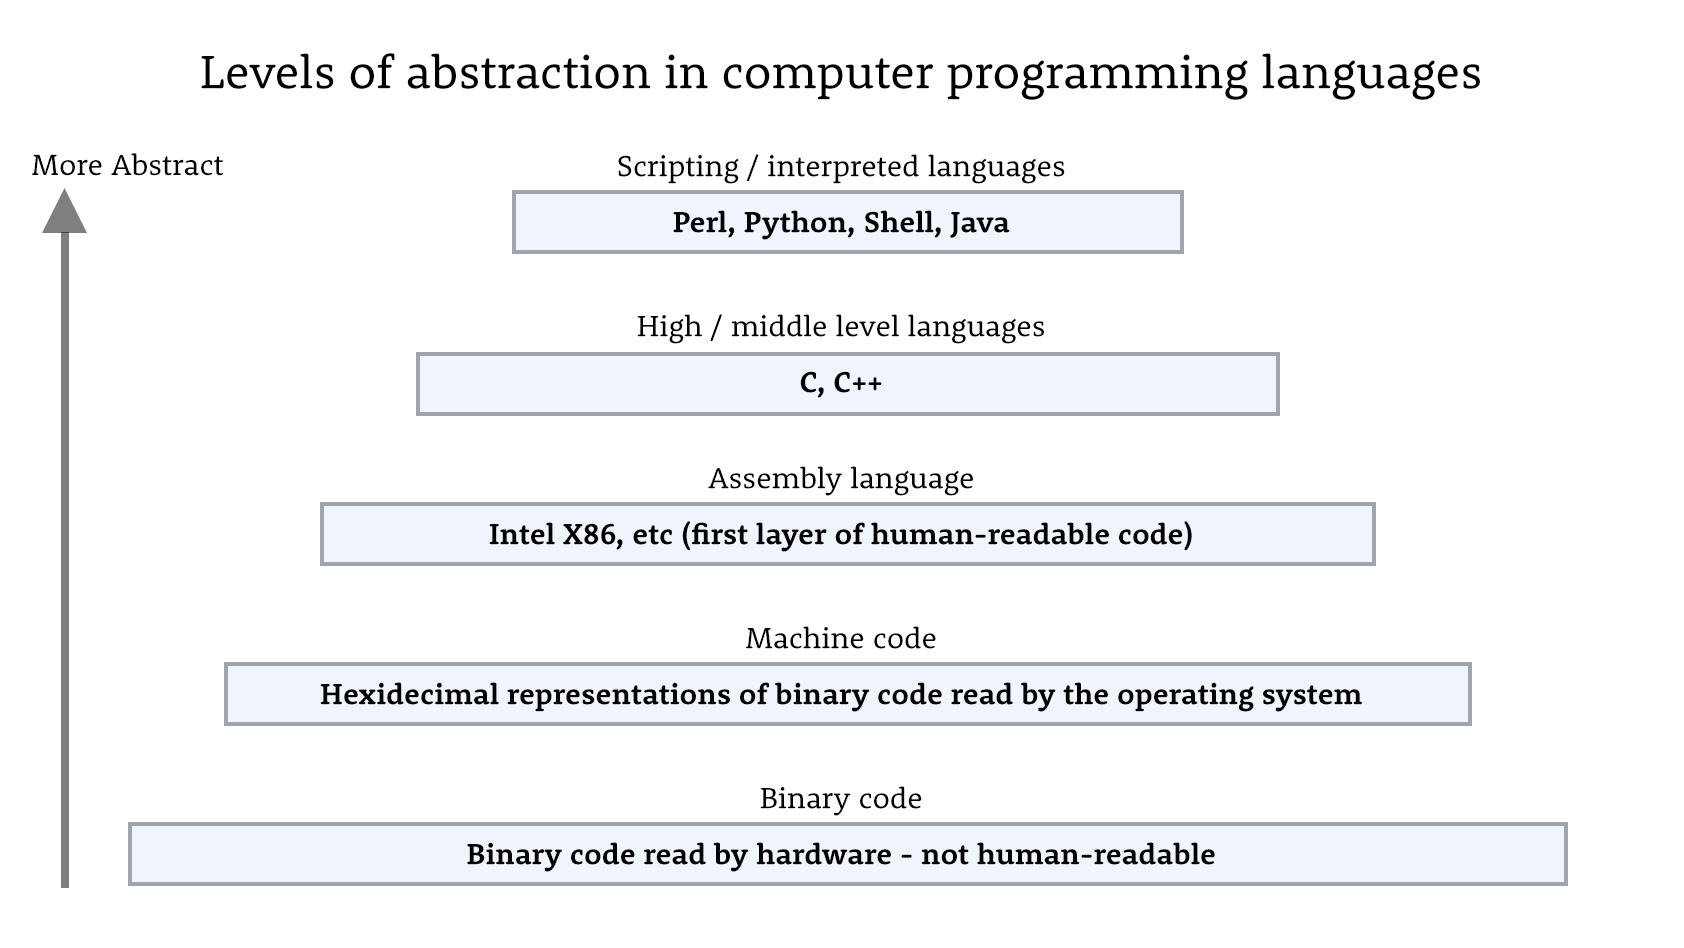 Levels of abstraction in computer programming languages
More Abstract
Scripting / interpreted languages
Perl, Python, Shell, Java
High / middle level languages
C, C++
Assembly language
Intel X86, etc (first layer of human-readable code)
Machine code
Hexidecimal representations of binary code read by the operating system
Binary code
Binary code read by hardware - not human-readable